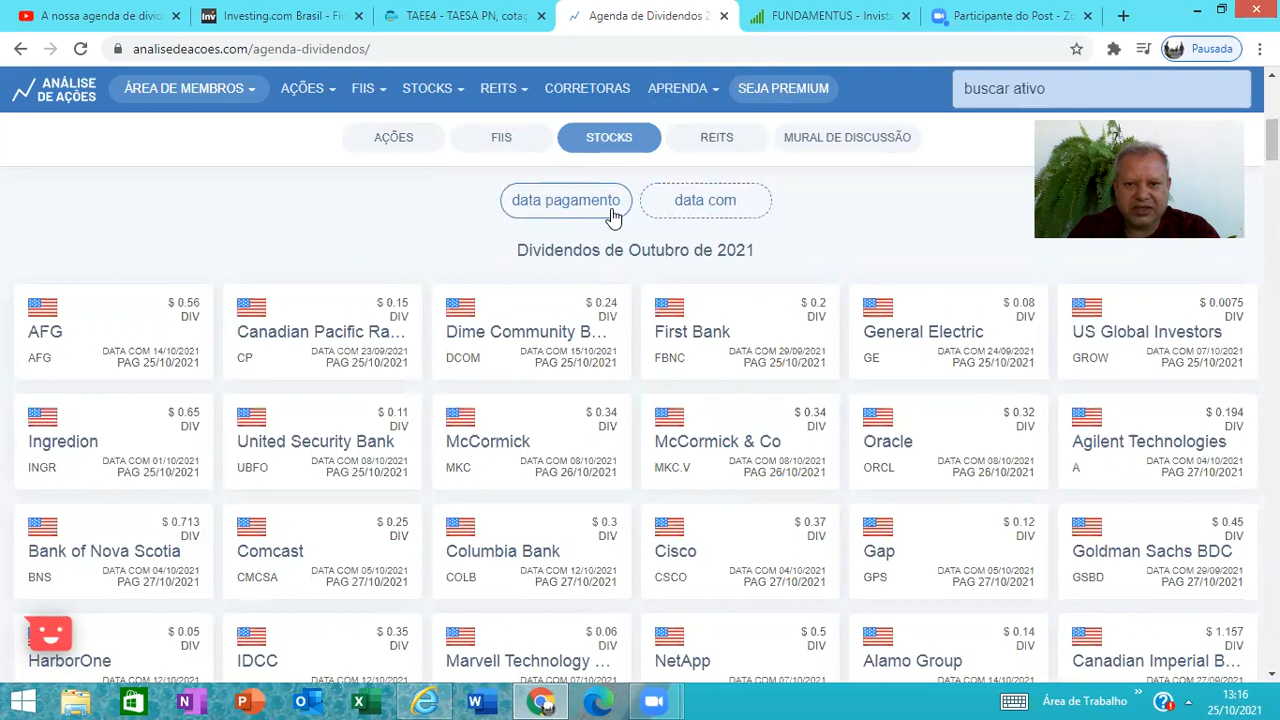 A nossa agenda de divi
Investing.com Brasil - Fi
TAEE4 - TAESA PN, cotaç
Agenda de Dividendos 2
FUNDAMENTUS - Invista
Participante do Post - Zo
analisedeacoes.com/agenda-dividendos/
Pausada
ANÁLISE DE AÇÕES
ÁREA DE MEMBROS
AÇÕES
FIIS
STOCKS
REITS
CORRETORAS
APRENDA
SEJA PREMIUM
buscar ativo
AÇÕES
FIIS
STOCKS
REITS
MURAL DE DISCUSSÃO
data pagamento
data com
Dividendos de Outubro de 2021
$ 0.56
DIV
AFG
AFG
DATA COM 14/10/2021
PAG 25/10/2021
$ 0.15
DIV
Canadian Pacific Ra...
CP
DATA COM 23/09/2021
PAG 25/10/2021
$ 0.24
DIV
Dime Community B...
DCOM
DATA COM 15/10/2021
PAG 25/10/2021
$ 0.2
DIV
First Bank
FBNC
DATA COM 29/09/2021
PAG 25/10/2021
$ 0.08
DIV
General Electric
GE
DATA COM 24/09/2021
PAG 25/10/2021
$ 0.0075
DIV
US Global Investors
GROW
DATA COM 07/10/2021
PAG 25/10/2021
$ 0.65
DIV
Ingredion
INGR
DATA COM 01/10/2021
PAG 25/10/2021
$ 0.11
DIV
United Security Bank
UBFO
DATA COM 08/10/2021
PAG 25/10/2021
$ 0.34
DIV
McCormick
MKC
DATA COM 08/10/2021
PAG 26/10/2021
$ 0.34
DIV
McCormick & Co
MKC.V
DATA COM 08/10/2021
PAG 26/10/2021
$ 0.32
DIV
Oracle
ORCL
DATA COM 08/10/2021
PAG 26/10/2021
$ 0.194
DIV
Agilent Technologies
A
DATA COM 04/10/2021
PAG 27/10/2021
$ 0.713
DIV
Bank of Nova Scotia
BNS
DATA COM 04/10/2021
PAG 27/10/2021
$ 0.25
DIV
Comcast
CMCSA
DATA COM 05/10/2021
PAG 27/10/2021
$ 0.3
DIV
Columbia Bank
COLB
DATA COM 12/10/2021
PAG 27/10/2021
$ 0.37
DIV
Cisco
CSCO
DATA COM 04/10/2021
PAG 27/10/2021
$ 0.12
DIV
Gap
GPS
DATA COM 05/10/2021
PAG 27/10/2021
$ 0.45
DIV
Goldman Sachs BDC
GSBD
DATA COM 29/09/2021
PAG 27/10/2021
$ 0.05
DIV
HarborOne
$ 0.35
DIV
IDCC
$ 0.06
DIV
Marvell Technology ...
$ 0.5
DIV
NetApp
$ 0.14
DIV
Alamo Group
$ 1.157
DIV
Canadian Imperial B...
Área de Trabalho
13:16
25/10/2021